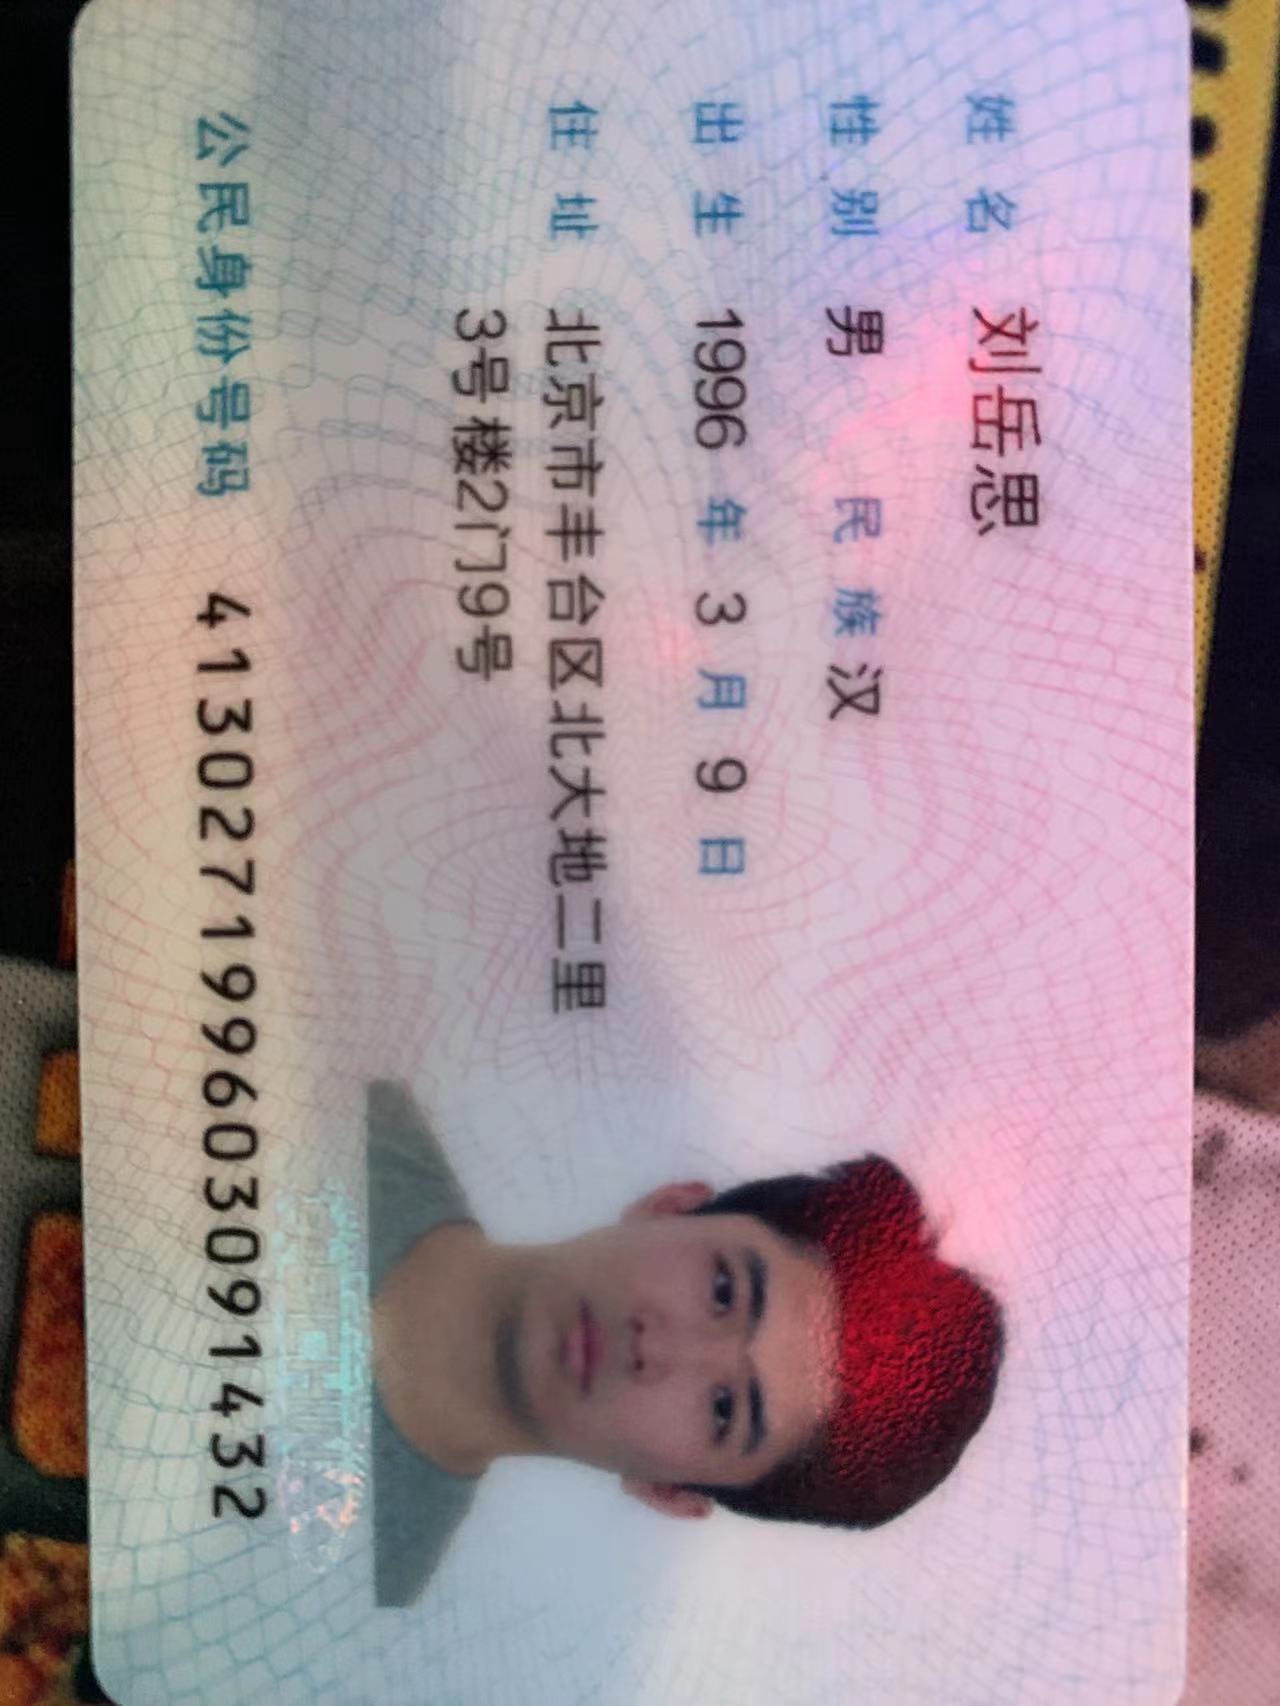 姓名 刘岳思
性别 男 民族 汉
出生 1996 年 3 月 9 日
住址 北京市丰台区北大地二里
3号楼2门9号
公民身份号码 413027199603091432